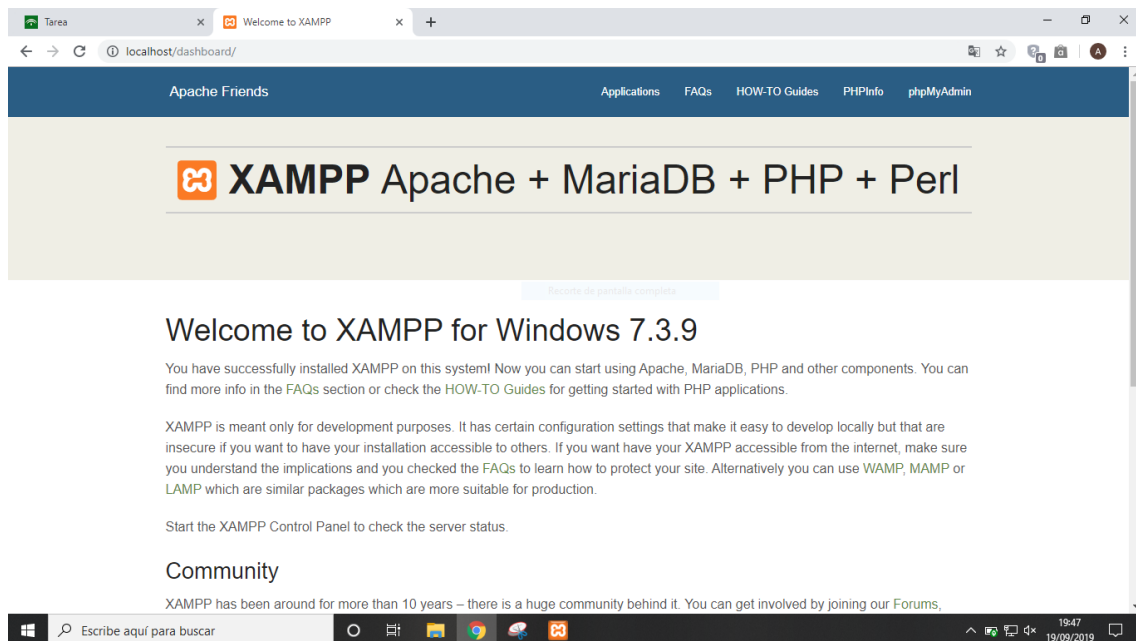 Tarea
Welcome to XAMPP
localhost/dashboard/
0
A
Apache Friends
Applications FAQs HOW-TO Guides PHPInfo phpMyAdmin
XAMPP Apache + MariaDB + PHP + Perl
Recorte de pantalla completa
Welcome to XAMPP for Windows 7.3.9
You have successfully installed XAMPP on this system! Now you can start using Apache, MariaDB, PHP and other components. You can
find more info in the FAQs section or check the HOW-TO Guides for getting started with PHP applications.
XAMPP is meant only for development purposes. It has certain configuration settings that make it easy to develop locally but that are
insecure if you want to have your installation accessible to others. If you want have your XAMPP accessible from the internet, make sure
you understand the implications and you checked the FAQs to learn how to protect your site. Alternatively you can use WAMP, MAMP or
LAMP which are similar packages which are more suitable for production.
Start the XAMPP Control Panel to check the server status.
Community
XAMPP has been around for more than 10 years – there is a huge community behind it. You can get involved by joining our Forums,
Escribe aquí para buscar
19:47
19/09/2019